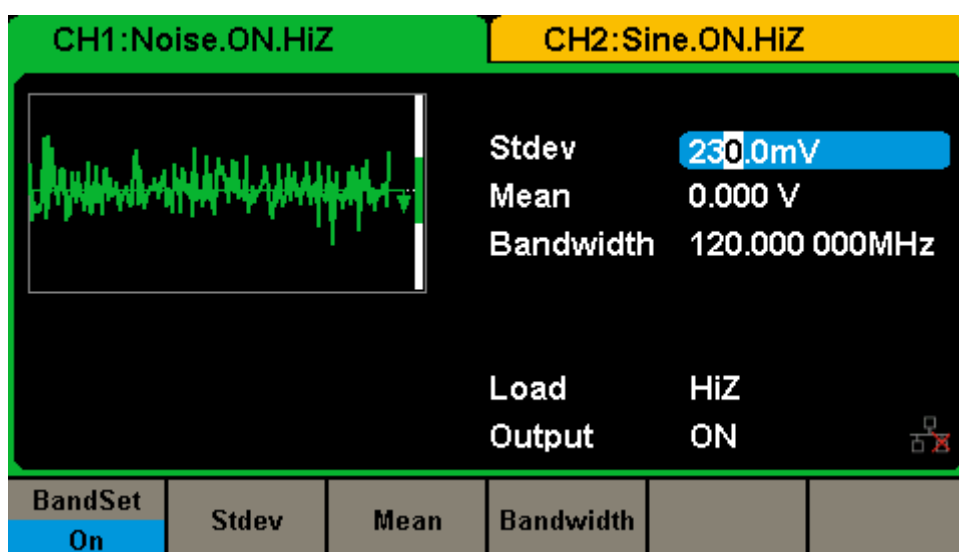 CH1:Noise.ON.HiZ CH2:Sine.ON.HiZ
Stdev 230.0mV
Mean 0.000 V
Bandwidth 120.000 000MHz
Load HiZ
Output ON
BandSet
On
Stdev Mean Bandwidth